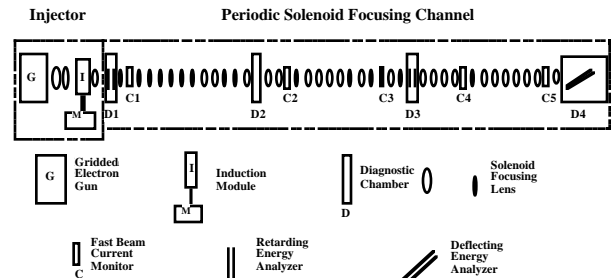 Injector
Periodic Solenoid Focusing Channel
G
I
M
D1
C1
D2
C2
C3
D3
C4
C5
D4
G
Gridded
Electron
Gun
I
M
Induction
Module
D
Diagnostic
Chamber
Solenoid
Focusing
Lens
C
Fast Beam
Current
Monitor
Retarding
Energy
Analyzer
Deflecting
Energy
Analyzer